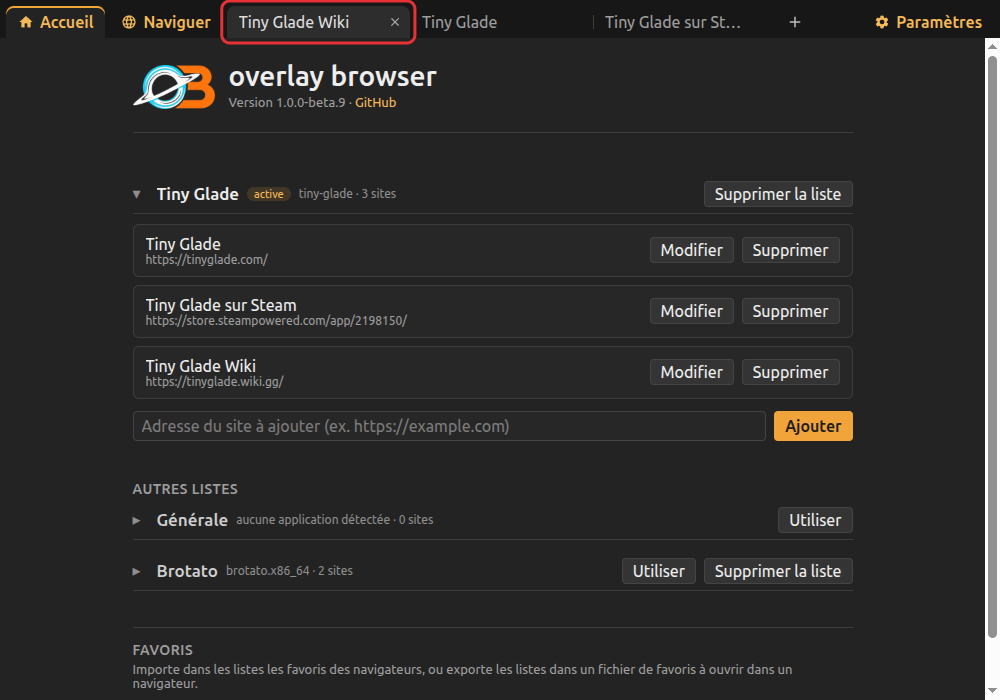 Accueil Naviguer Tiny Glade Wiki × Tiny Glade Tiny Glade sur St… + Paramètres
overlay browser
Version 1.0.0-beta.9 · GitHub
▼ Tiny Glade active tiny-glade · 3 sites Supprimer la liste
Tiny Glade
https://tinyglade.com/
Modifier Supprimer
Tiny Glade sur Steam
https://store.steampowered.com/app/2198150/
Modifier Supprimer
Tiny Glade Wiki
https://tinyglade.wiki.gg/
Modifier Supprimer
Adresse du site à ajouter (ex. https://example.com) Ajouter
AUTRES LISTES
▶ Générale aucune application détectée · 0 sites Utiliser
▶ Brotato brotato.x86_64 · 2 sites Utiliser Supprimer la liste
FAVORIS
Importe dans les listes les favoris des navigateurs, ou exporte les listes dans un fichier de favoris à ouvrir dans un
navigateur.